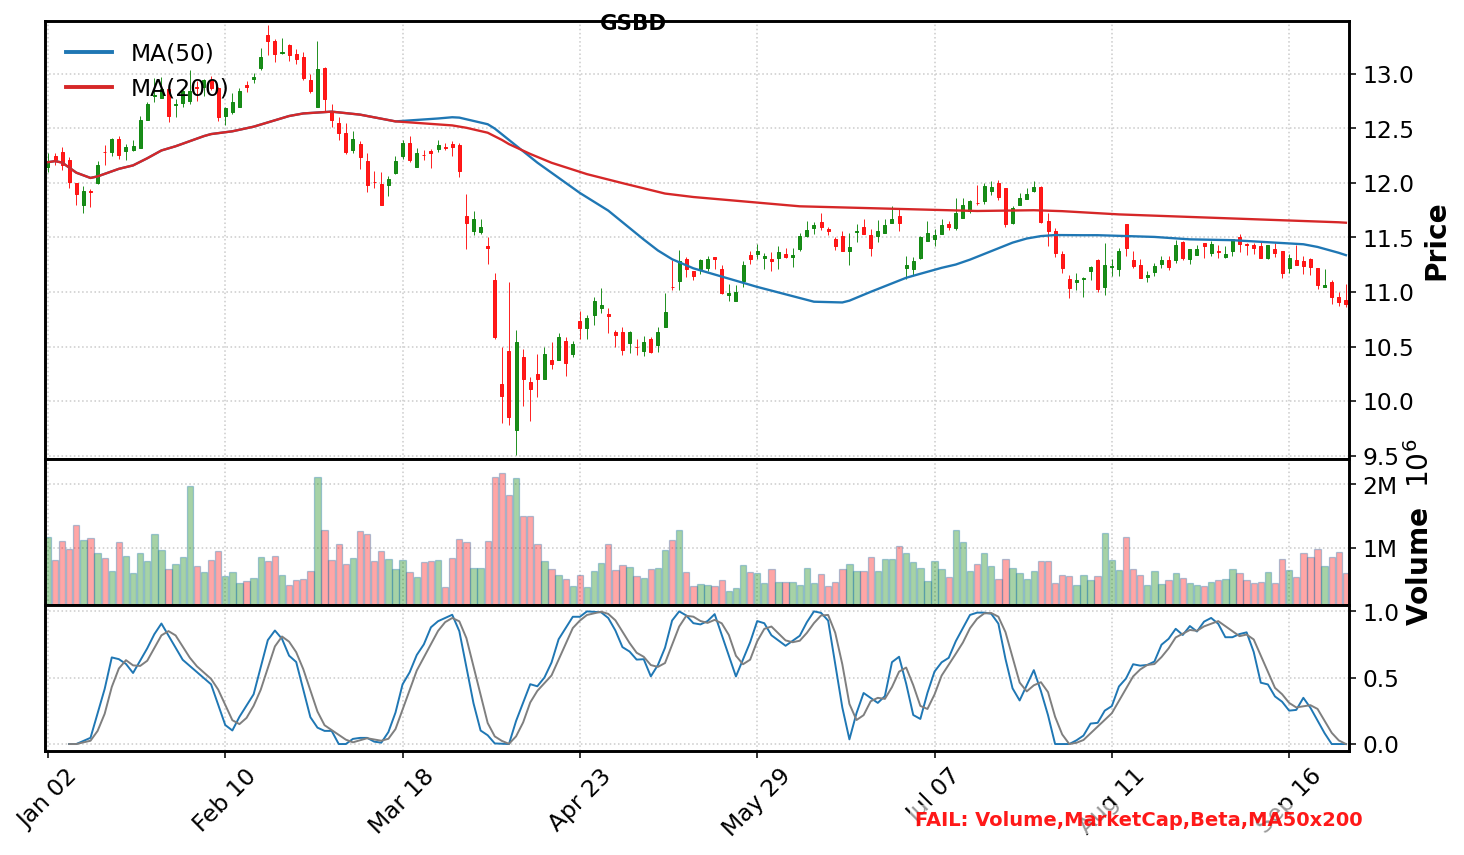 GSBD
MA(50)
MA(200)
13.0
12.5
12.0
11.5
11.0
10.5
10.0
9.5
Price
2M
1M
Volume 10^6
1.0
0.5
0.0
Jan 02
Feb 10
Mar 18
Apr 23
May 29
Jul 07
Aug 11
Sep 16
FAIL: Volume,MarketCap,Beta,MA50x200